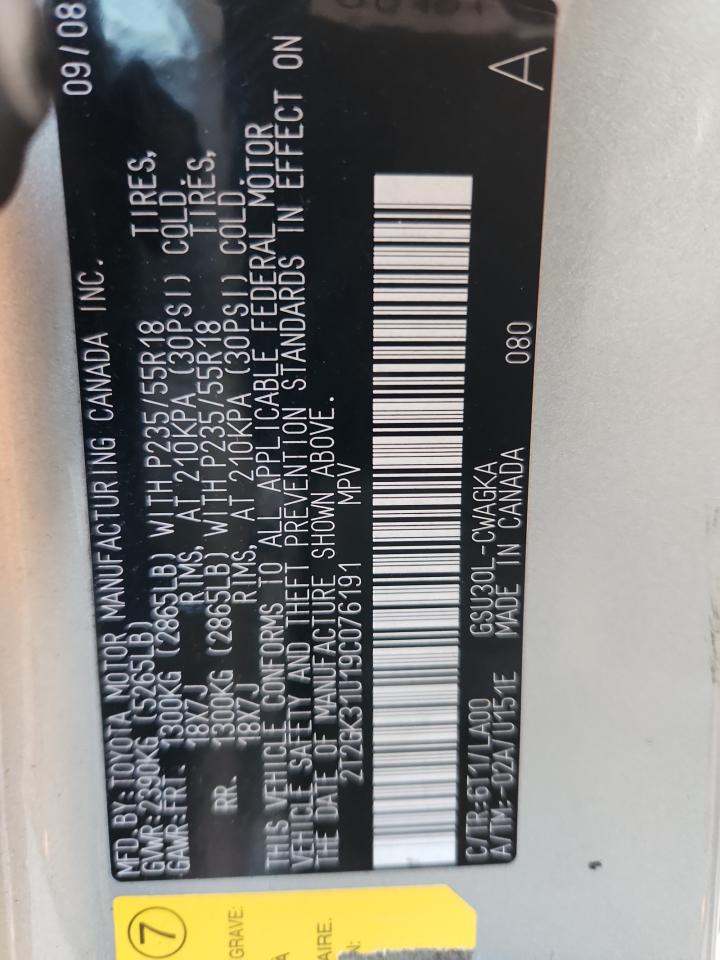 MFD. BY: TOYOTA MOTOR MANUFACTURING CANADA INC. 09/08
GVWR: 2390KG (5265LB)
GAWR: FRT. 1300KG (2865LB) WITH P235/55R18 TIRES,
18X7J RIMS, AT 210KPA (30PSI) COLD
RR. 1300KG (2865LB) WITH P235/55R18 TIRES,
18X7J RIMS, AT 210KPA (30PSI) COLD.
THIS VEHICLE CONFORMS TO ALL APPLICABLE FEDERAL MOTOR
VEHICLE SAFETY AND THEFT PREVENTION STANDARDS IN EFFECT ON
THE DATE OF MANUFACTURE SHOWN ABOVE.
2T2GK31U19C076191 MPV
C/TR: 6T1/LA00 GSU30L-CWAGKA
A/TM: -02A/U151E MADE IN CANADA 080 A
7
GRAVE:
À
AIRE.
N: